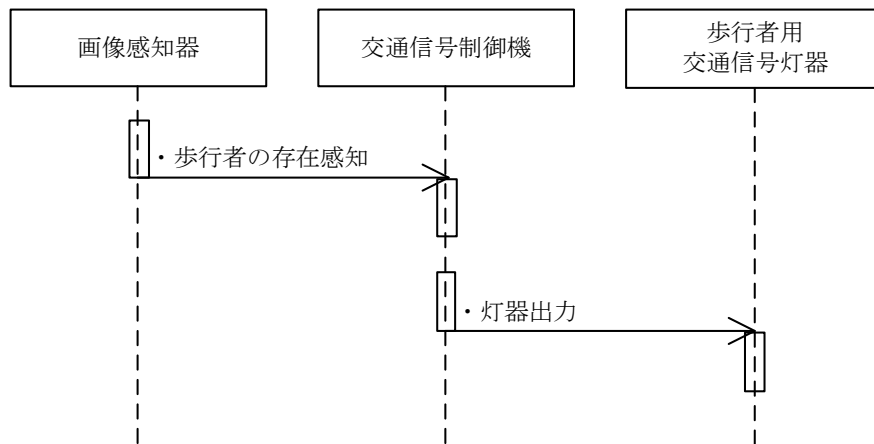 画像感知器
交通信号制御機
歩行者用
交通信号灯器
・歩行者の存在感知
・灯器出力